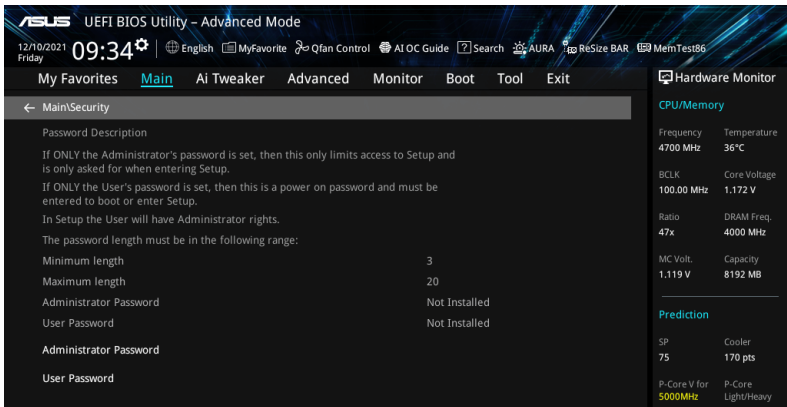 ASUS UEFI BIOS Utility – Advanced Mode
12/10/2021
Friday
09:34
English MyFavorite Qfan Control AI OC Guide ? Search AURA ReSize BAR MemTest86
My Favorites Main Ai Tweaker Advanced Monitor Boot Tool Exit
← Main\Security
Password Description
If ONLY the Administrator's password is set, then this only limits access to Setup and
is only asked for when entering Setup.
If ONLY the User's password is set, then this is a power on password and must be
entered to boot or enter Setup.
In Setup the User will have Administrator rights.
The password length must be in the following range:
Minimum length 3
Maximum length 20
Administrator Password Not Installed
User Password Not Installed
Administrator Password
User Password
Hardware Monitor
CPU/Memory
Frequency Temperature
4700 MHz 36°C
BCLK Core Voltage
100.00 MHz 1.172 V
Ratio DRAM Freq.
47x 4000 MHz
MC Volt. Capacity
1.119 V 8192 MB
Prediction
SP Cooler
75 170 pts
P-Core V for P-Core
5000MHz Light/Heavy